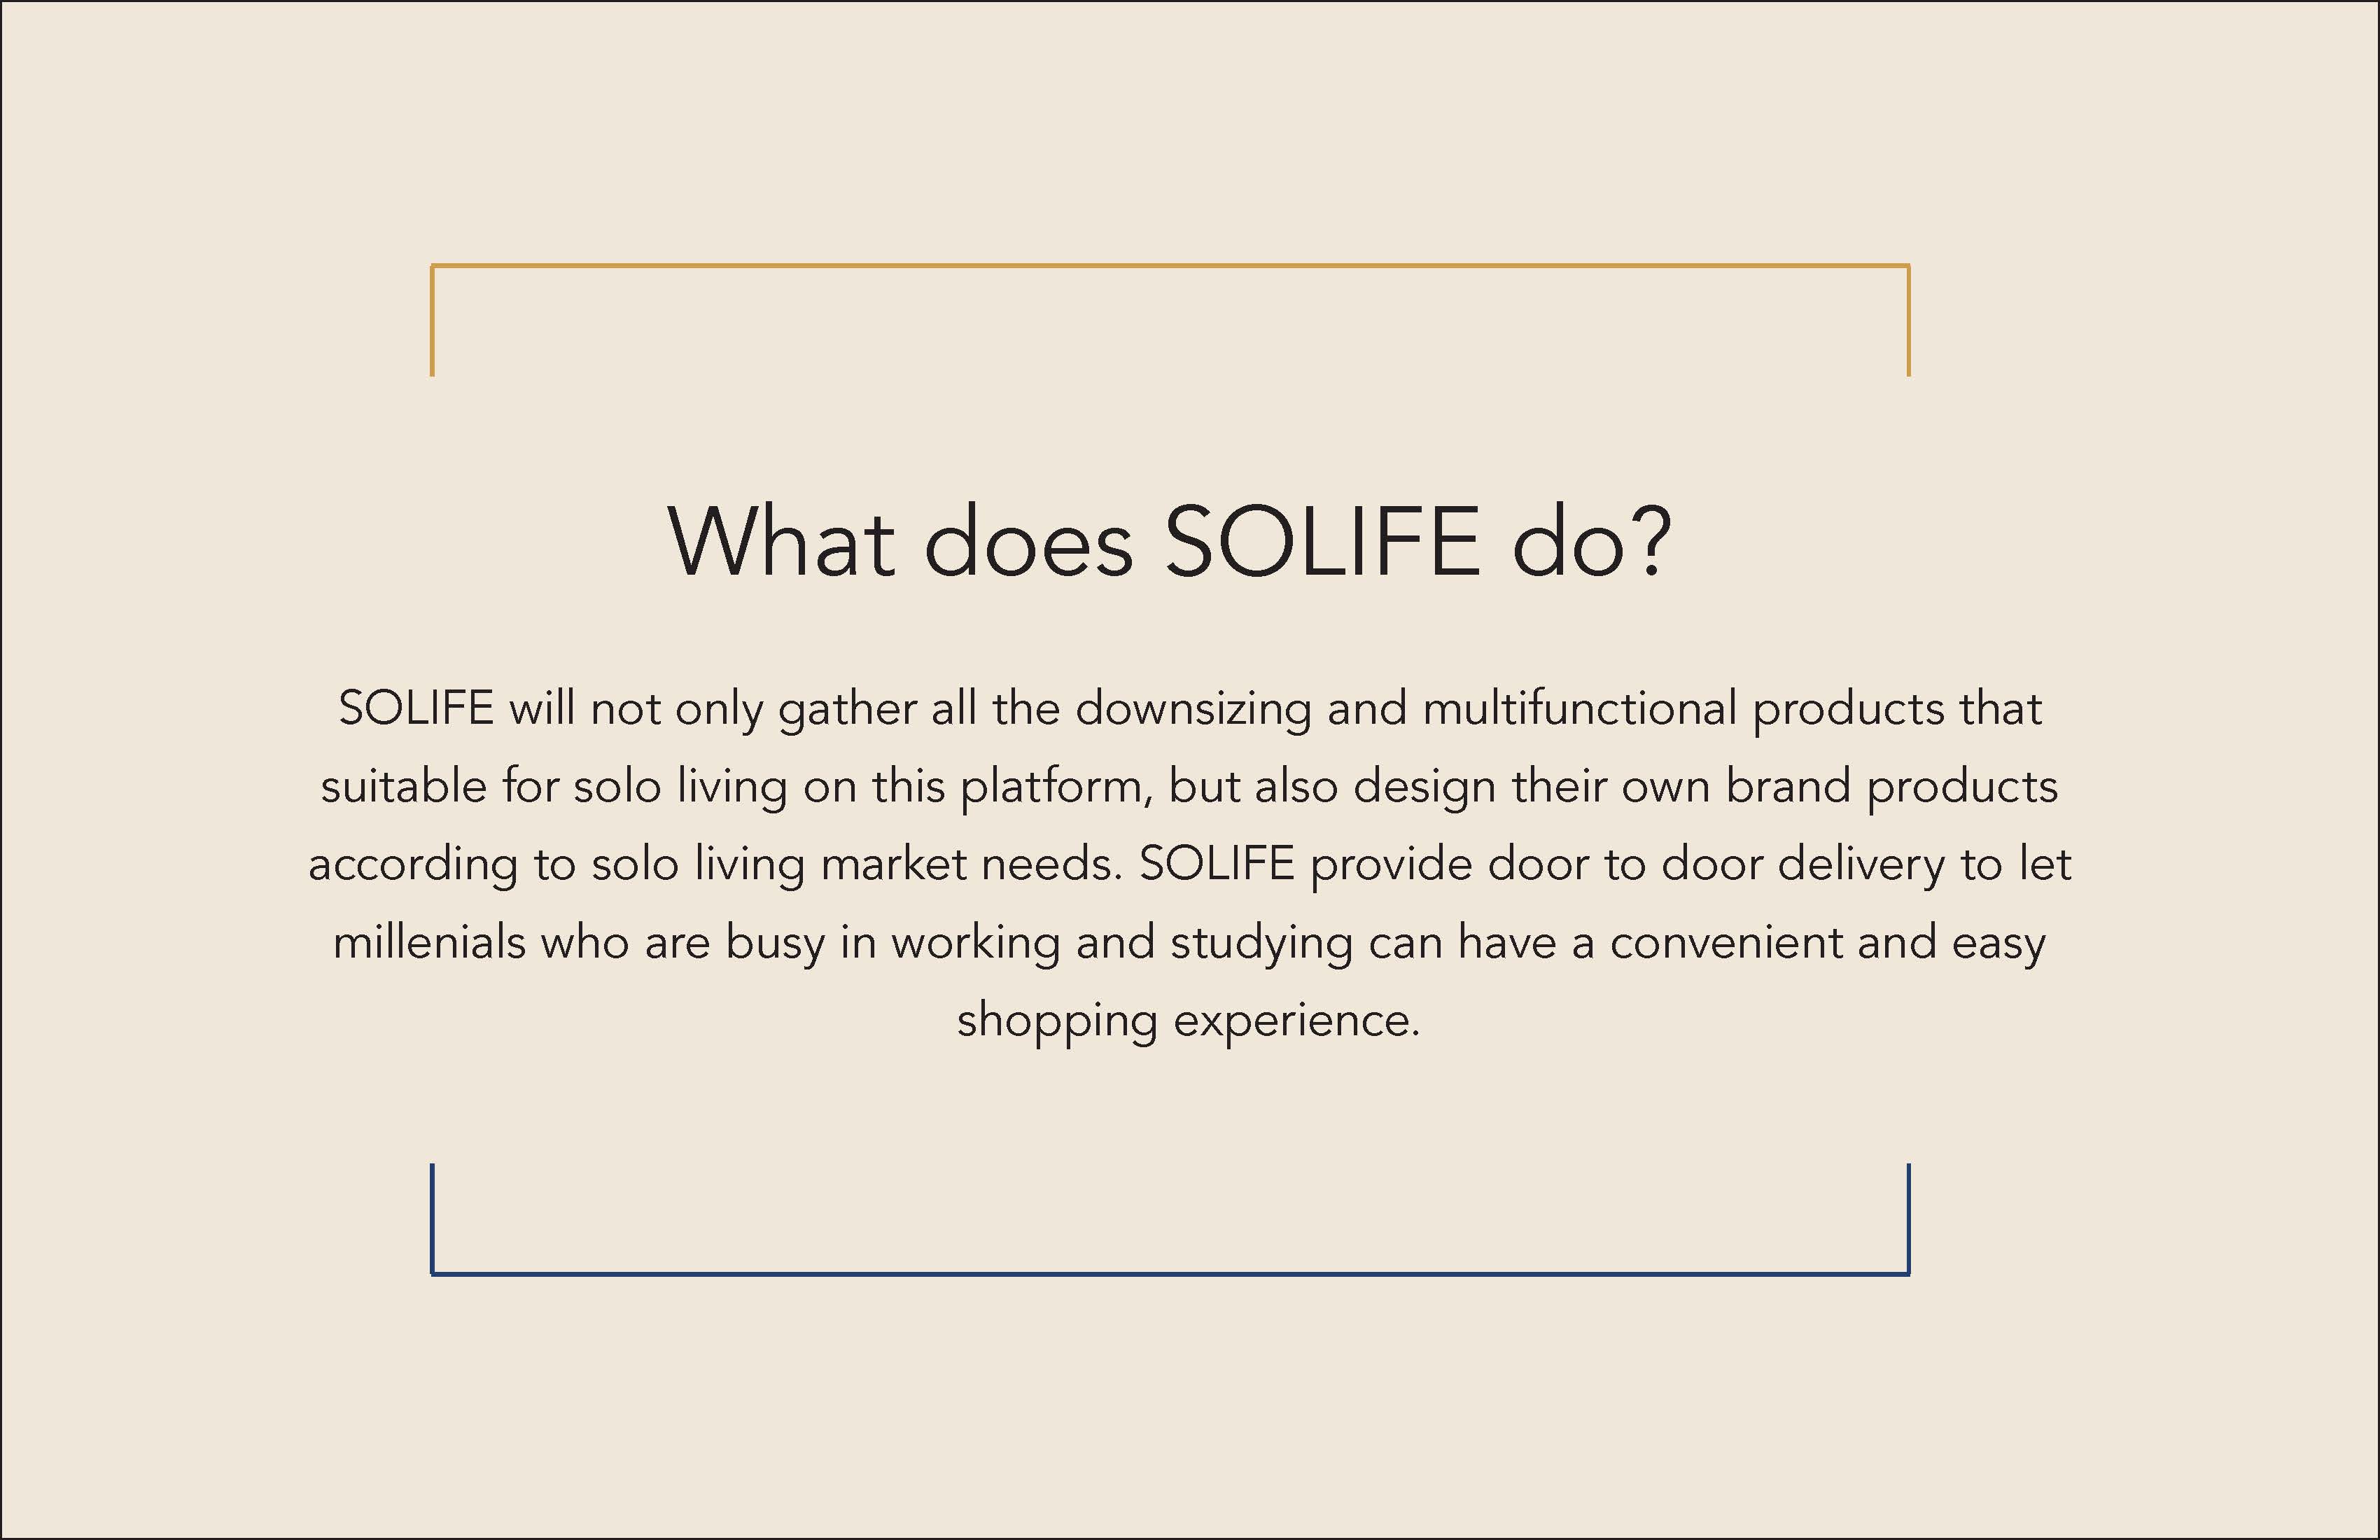 What does SOLIFE do?
SOLIFE will not only gather all the downsizing and multifunctional products that
suitable for solo living on this platform, but also design their own brand products
according to solo living market needs. SOLIFE provide door to door delivery to let
millenials who are busy in working and studying can have a convenient and easy
shopping experience.